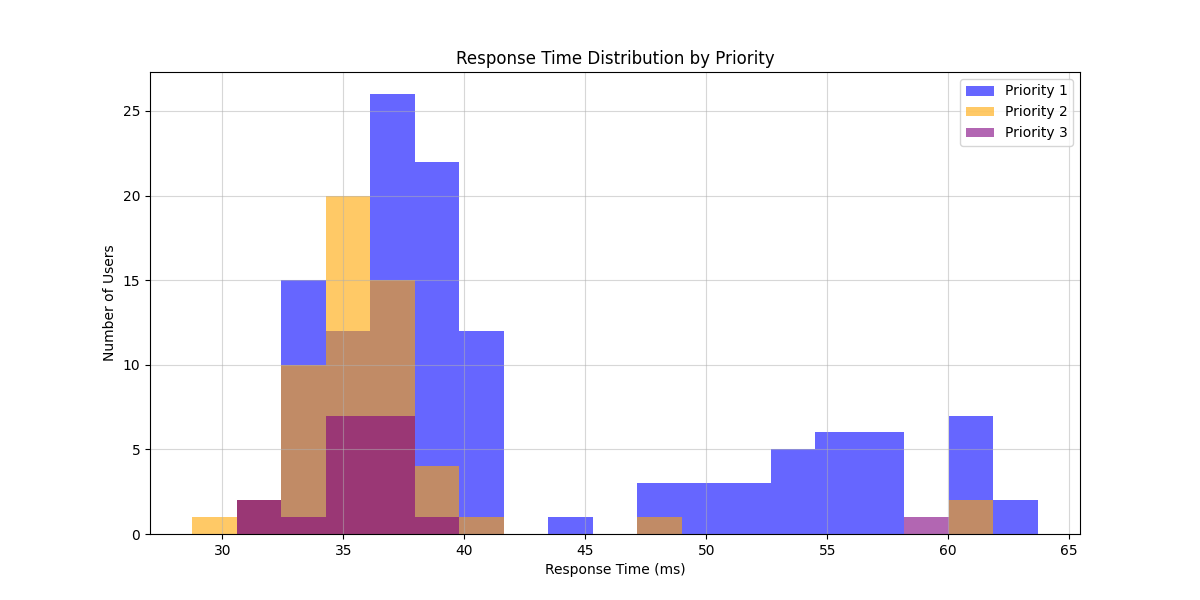 Response Time Distribution by Priority
Priority 1
Priority 2
Priority 3
Number of Users
25
20
15
10
5
0
30 35 40 45 50 55 60 65
Response Time (ms)